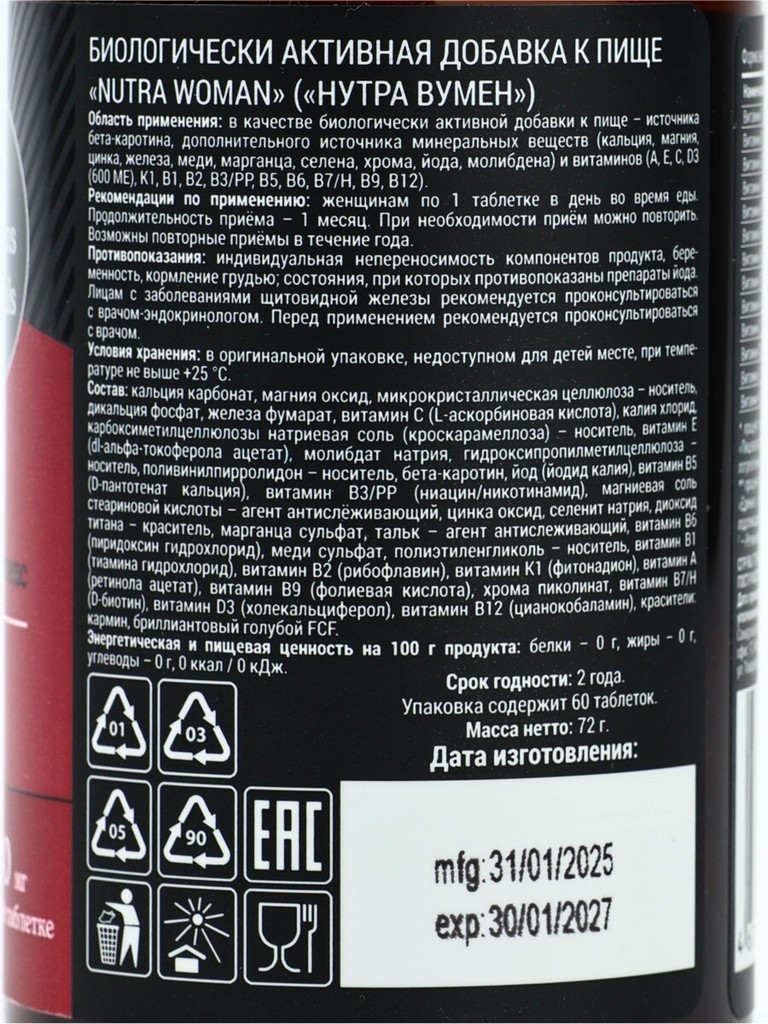 БИОЛОГИЧЕСКИ АКТИВНАЯ ДОБАВКА К ПИЩЕ
«NUTRA WOMAN» («НУТРА ВУМЕН»)
Область применения: в качестве биологически активной добавки к пище – источника
бета-каротина, дополнительного источника минеральных веществ (кальция, магния,
цинка, железа, меди, марганца, селена, хрома, йода, молибдена) и витаминов (A, E, C, D3
(600 МЕ), K1, B1, B2, B3/PP, B5, B6, B7/H, B9, B12).
Рекомендации по применению: женщинам по 1 таблетке в день во время еды.
Продолжительность приёма – 1 месяц. При необходимости приём можно повторить.
Возможны повторные приёмы в течение года.
Противопоказания: индивидуальная непереносимость компонентов продукта, бере-
менность, кормление грудью; состояния, при которых противопоказаны препараты йода.
Лицам с заболеваниями щитовидной железы рекомендуется проконсультироваться
с врачом-эндокринологом. Перед применением рекомендуется проконсультироваться
с врачом.
Условия хранения: в оригинальной упаковке, недоступном для детей месте, при темпе-
ратуре не выше +25 °C.
Состав: кальция карбонат, магния оксид, микрокристаллическая целлюлоза – носитель,
дикальция фосфат, железа фумарат, витамин C (L-аскорбиновая кислота), калия хлорид,
карбоксиметилцеллюлозы натриевая соль (кроскарамеллоза) – носитель, витамин E
(dl-альфа-токоферола ацетат), молибдат натрия, гидроксипропилметилцеллюлоза –
носитель, поливинилпирролидон – носитель, бета-каротин, йод (йодид калия), витамин B5
(D-пантотенат кальция), витамин B3/PP (ниацин/никотинамид), магниевая соль
стеариновой кислоты – агент антислёживающий, цинка оксид, селенит натрия, диоксид
титана – краситель, марганца сульфат, тальк – агент антислеживающий, витамин B6
(пиридоксин гидрохлорид), меди сульфат, полиэтиленгликоль – носитель, витамин B1
(тиамина гидрохлорид), витамин B2 (рибофлавин), витамин K1 (фитонадион), витамин A
(ретинола ацетат), витамин B9 (фолиевая кислота), хрома пиколинат, витамин B7/H
(D-биотин), витамин D3 (холекальциферол), витамин B12 (цианокобаламин), красители:
кармин, бриллиантовый голубой FCF.
Энергетическая и пищевая ценность на 100 г продукта: белки – 0 г, жиры – 0 г,
углеводы – 0 г, 0 ккал / 0 кДж.
Срок годности: 2 года.
Упаковка содержит 60 таблеток.
Масса нетто: 72 г.
Дата изготовления:
01 03
05 90 EAC
mfg:31/01/2025
exp:30/01/2027
мг
таблетке